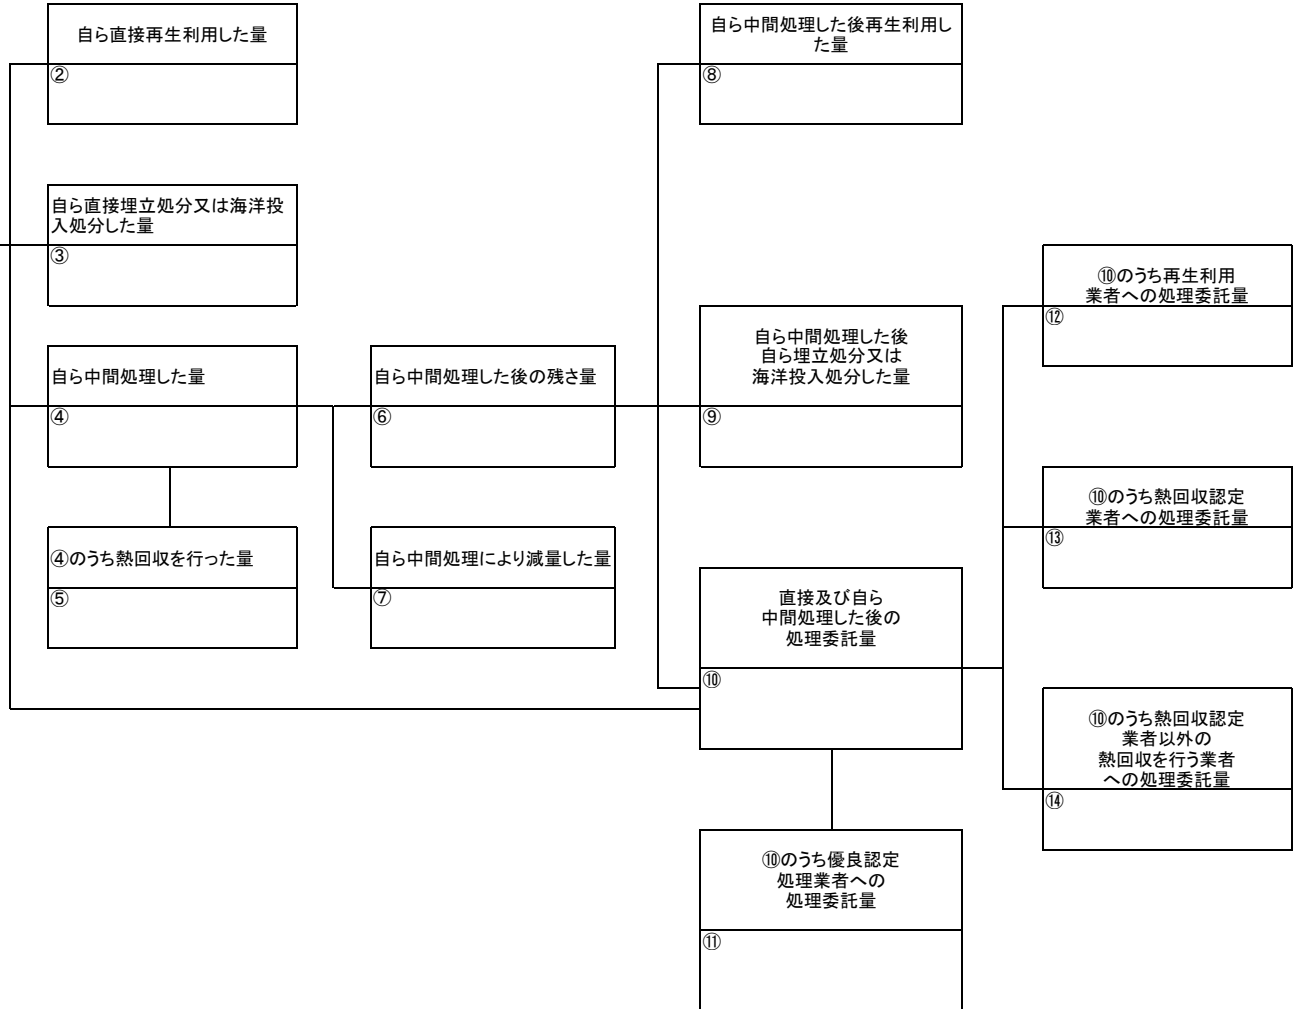 自ら直接再生利用した量
②
自ら直接埋立処分又は海洋投
入処分した量
③
自ら中間処理した量
④
④のうち熱回収を行った量
⑤
自ら中間処理した後の残さ量
⑥
自ら中間処理により減量した量
⑦
自ら中間処理した後再生利用し
た量
⑧
自ら中間処理した後
自ら埋立処分又は
海洋投入処分した量
⑨
直接及び自ら
中間処理した後の
処理委託量
⑩
⑩のうち優良認定
処理業者への
処理委託量
⑪
⑩のうち再生利用
業者への処理委託量
⑫
⑩のうち熱回収認定
業者への処理委託量
⑬
⑩のうち熱回収認定
業者以外の
熱回収を行う業者
への処理委託量
⑭